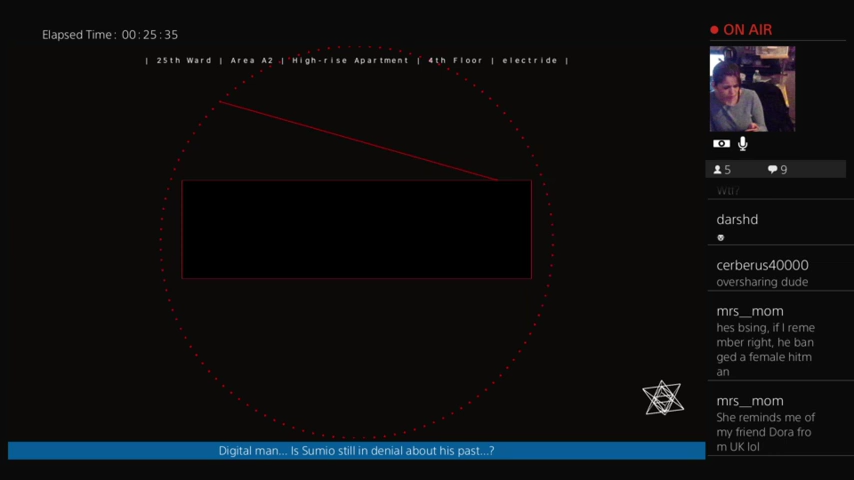 Elapsed Time: 00:25:35
| 25th Ward | Area A2 | High-rise Apartment | 4th Floor | electride |
ON AIR
5 9
Wtf?
darshd
cerberus40000
oversharing dude
mrs__mom
hes bsing, if I reme
mber right, he ban
ged a female hitm
an
mrs__mom
She reminds me of
my friend Dora fro
m UK lol
Digital man... Is Sumio still in denial about his past...?